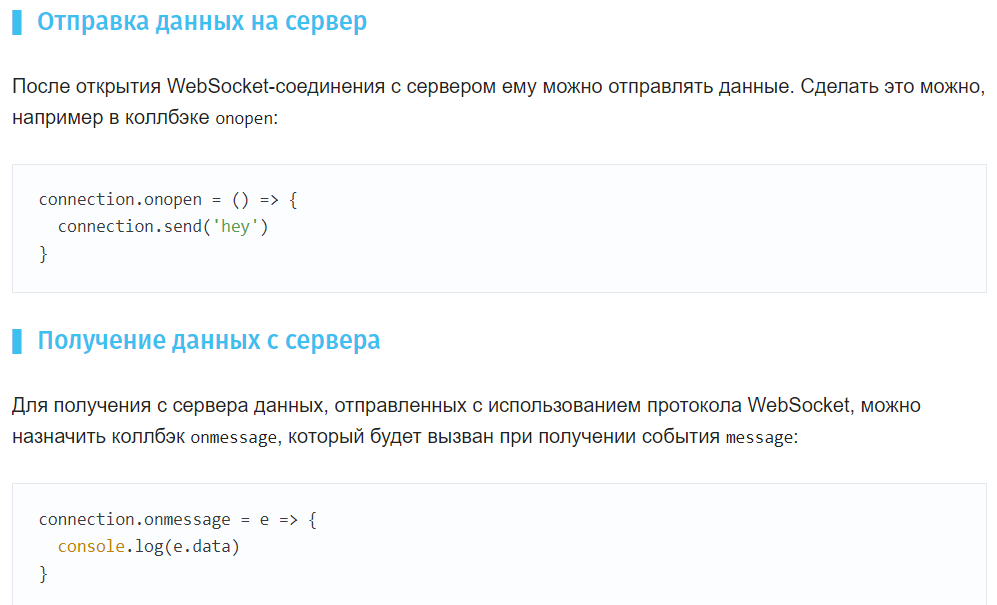 Отправка данных на сервер
После открытия WebSocket-соединения с сервером ему можно отправлять данные. Сделать это можно,
например в коллбэке onopen:
connection.onopen = () => {
  connection.send('hey')
}
Получение данных с сервера
Для получения с сервера данных, отправленных с использованием протокола WebSocket, можно
назначить коллбэк onmessage, который будет вызван при получении события message:
connection.onmessage = e => {
  console.log(e.data)
}